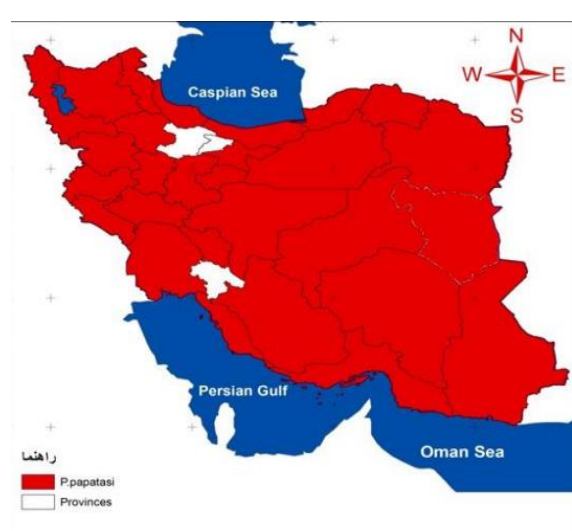 N
W E
S
Caspian Sea
Persian Gulf
Oman Sea
راهنما
P.papatasi
Provinces